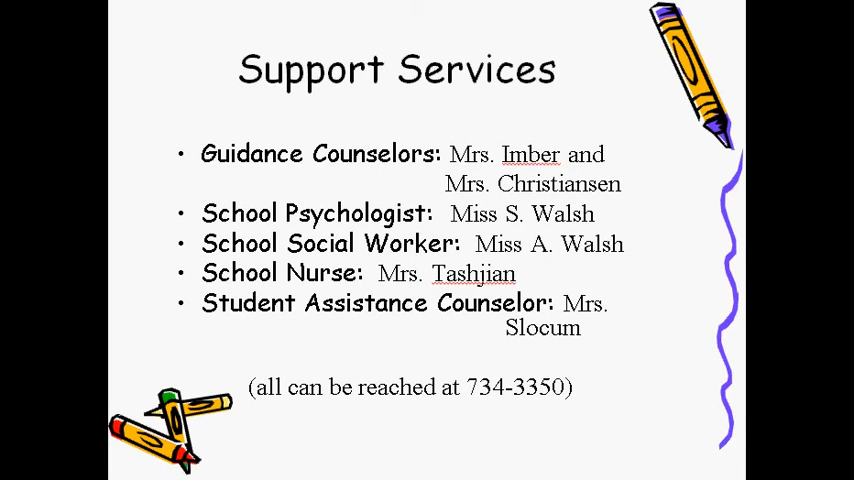 Support Services
• Guidance Counselors: Mrs. Imber and
Mrs. Christiansen
• School Psychologist: Miss S. Walsh
• School Social Worker: Miss A. Walsh
• School Nurse: Mrs. Tashjian
• Student Assistance Counselor: Mrs.
Slocum
(all can be reached at 734-3350)